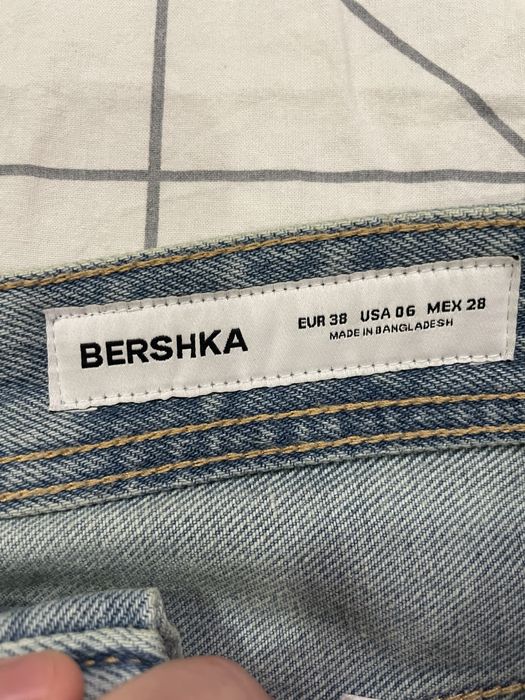 BERSHKA
EUR 38 USA 06 MEX 28
MADE IN BANGLADESH